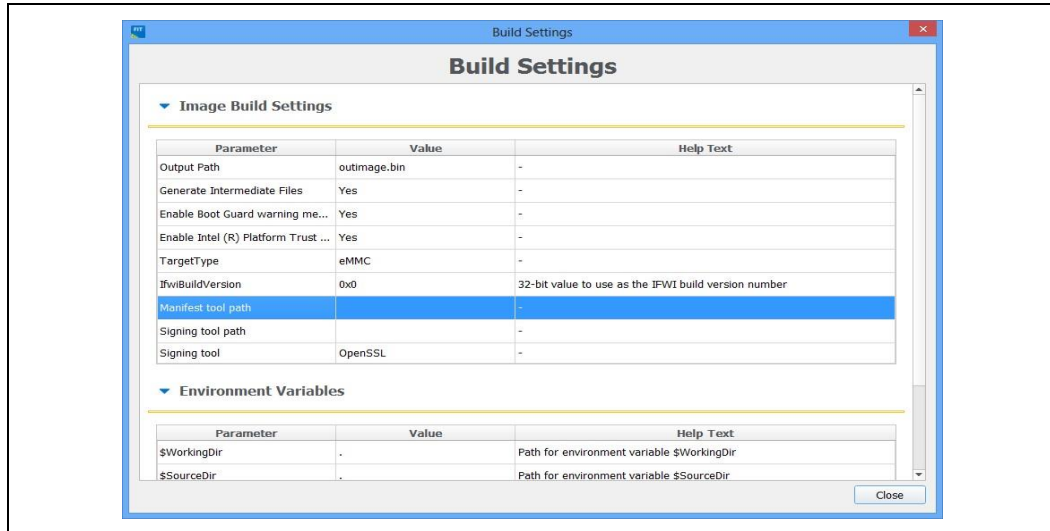 FIT
Build Settings
Build Settings
Image Build Settings
Parameter Value Help Text
Output Path outimage.bin -
Generate Intermediate Files Yes -
Enable Boot Guard warning me... Yes -
Enable Intel (R) Platform Trust ... Yes -
TargetType eMMC -
IfwiBuildVersion 0x0 32-bit value to use as the IFWI build version number
Manifest tool path -
Signing tool path -
Signing tool OpenSSL -
Environment Variables
Parameter Value Help Text
$WorkingDir . Path for environment variable $WorkingDir
$SourceDir . Path for environment variable $SourceDir
Close